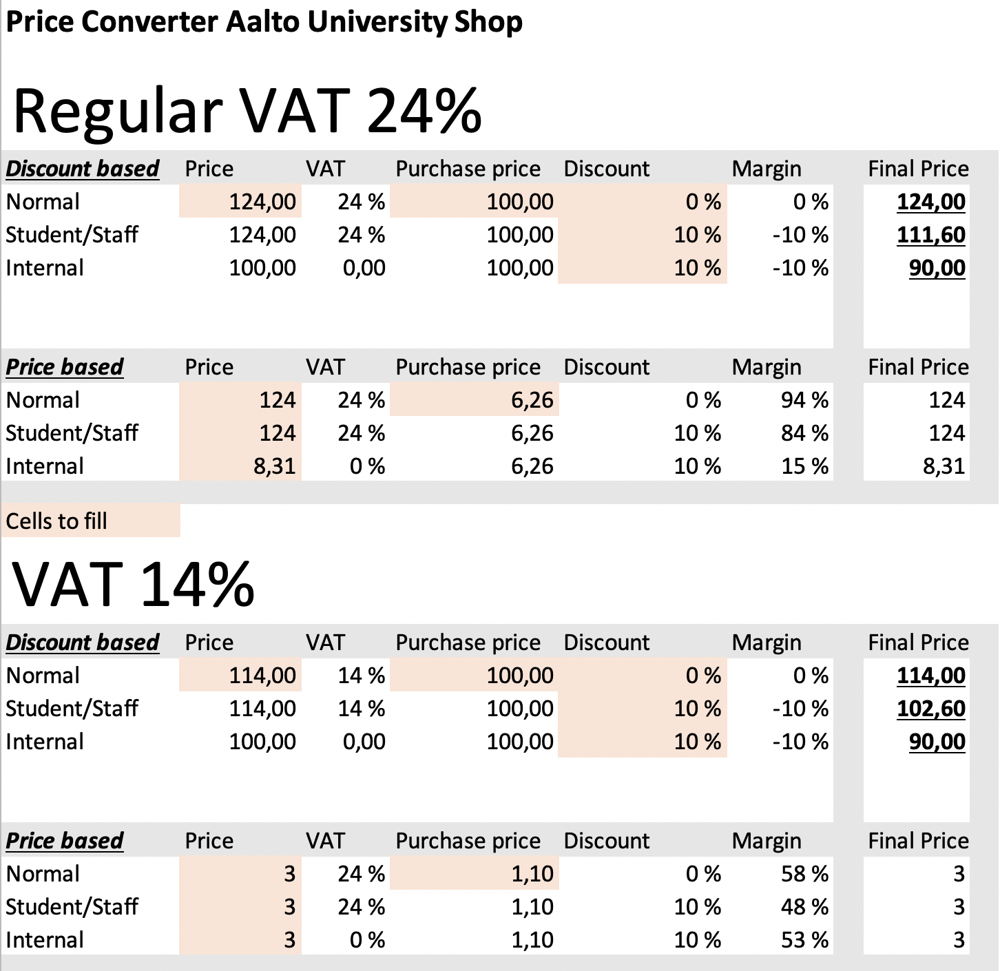 Price Converter Aalto University Shop
Regular VAT 24%
Discount based Price VAT Purchase price Discount Margin Final Price
Normal 124,00 24 % 100,00 0 % 0 % 124,00
Student/Staff 124,00 24 % 100,00 10 % -10 % 111,60
Internal 100,00 0,00 100,00 10 % -10 % 90,00
Price based Price VAT Purchase price Discount Margin Final Price
Normal 124 24 % 6,26 0 % 94 % 124
Student/Staff 124 24 % 6,26 10 % 84 % 124
Internal 8,31 0 % 6,26 10 % 15 % 8,31
Cells to fill
VAT 14%
Discount based Price VAT Purchase price Discount Margin Final Price
Normal 114,00 14 % 100,00 0 % 0 % 114,00
Student/Staff 114,00 14 % 100,00 10 % -10 % 102,60
Internal 100,00 0,00 100,00 10 % -10 % 90,00
Price based Price VAT Purchase price Discount Margin Final Price
Normal 3 24 % 1,10 0 % 58 % 3
Student/Staff 3 24 % 1,10 10 % 48 % 3
Internal 3 0 % 1,10 10 % 53 % 3